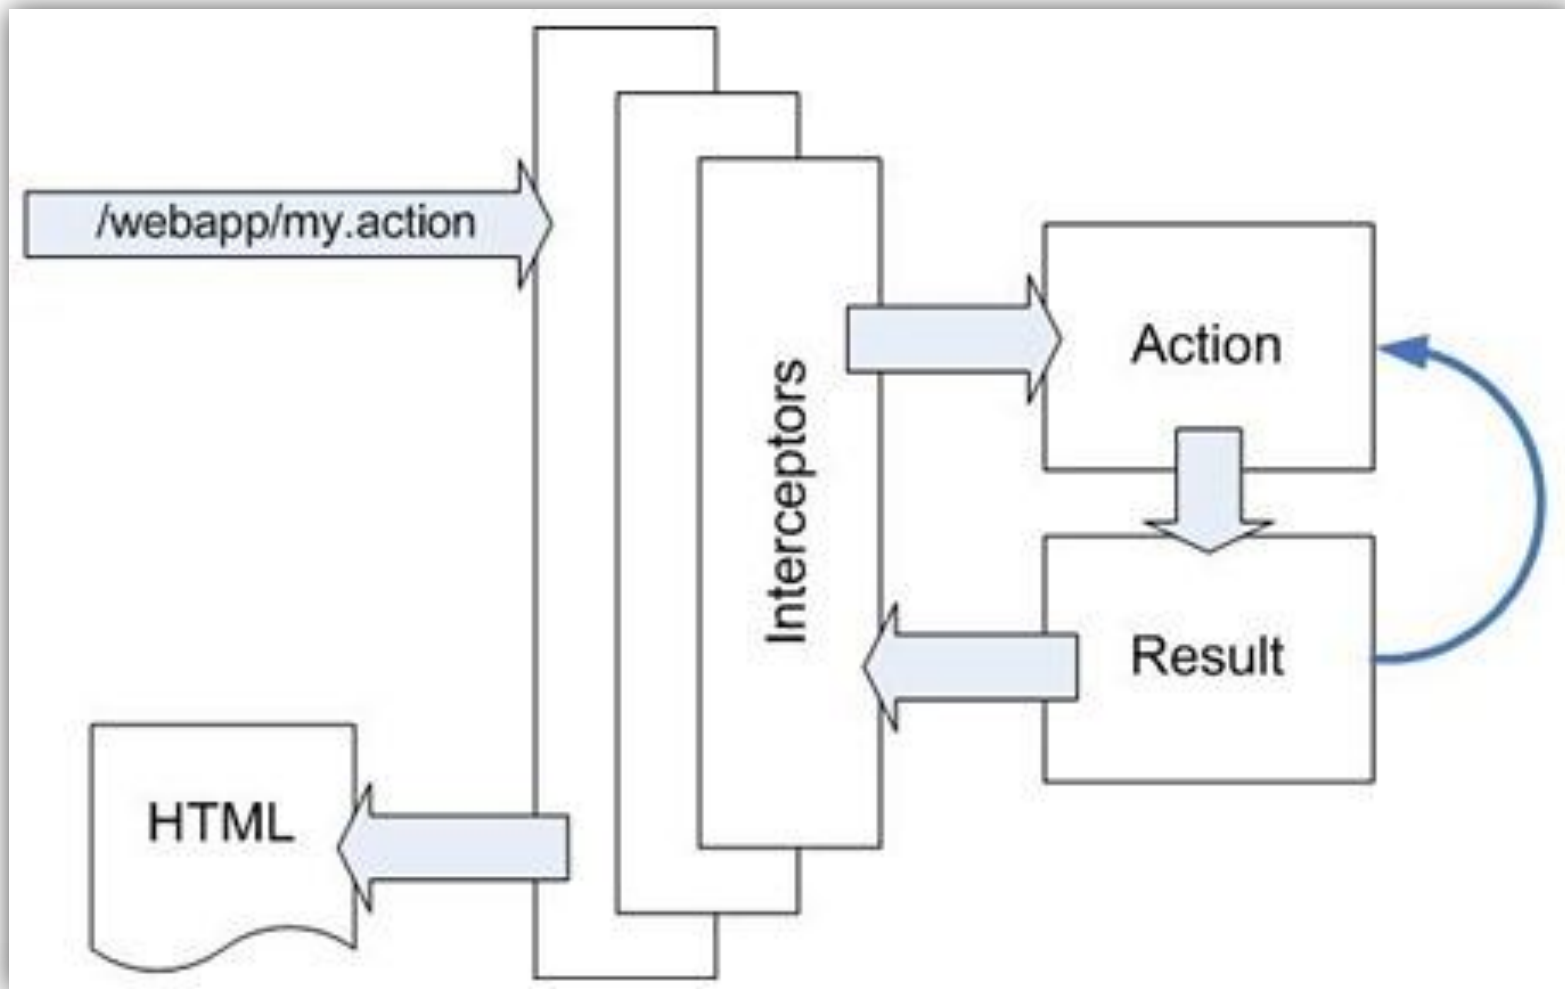 /webapp/my.action
Action
Interceptors
Result
HTML